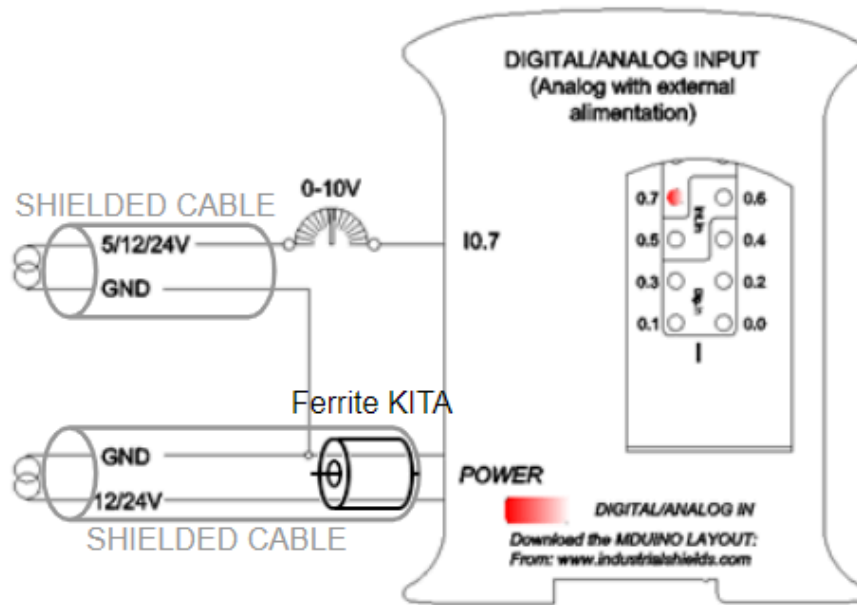 DIGITAL/ANALOG INPUT
(Analog with external
alimentation)
0-10V
SHIELDED CABLE
5/12/24V
I0.7
GND
0.7
0.6
0.5
0.4
0.3
0.2
0.1
0.0
I
Ferrite KITA
GND
POWER
12/24V
DIGITAL/ANALOG IN
SHIELDED CABLE
Download the MDUINO LAYOUT:
From: www.industrialshields.com